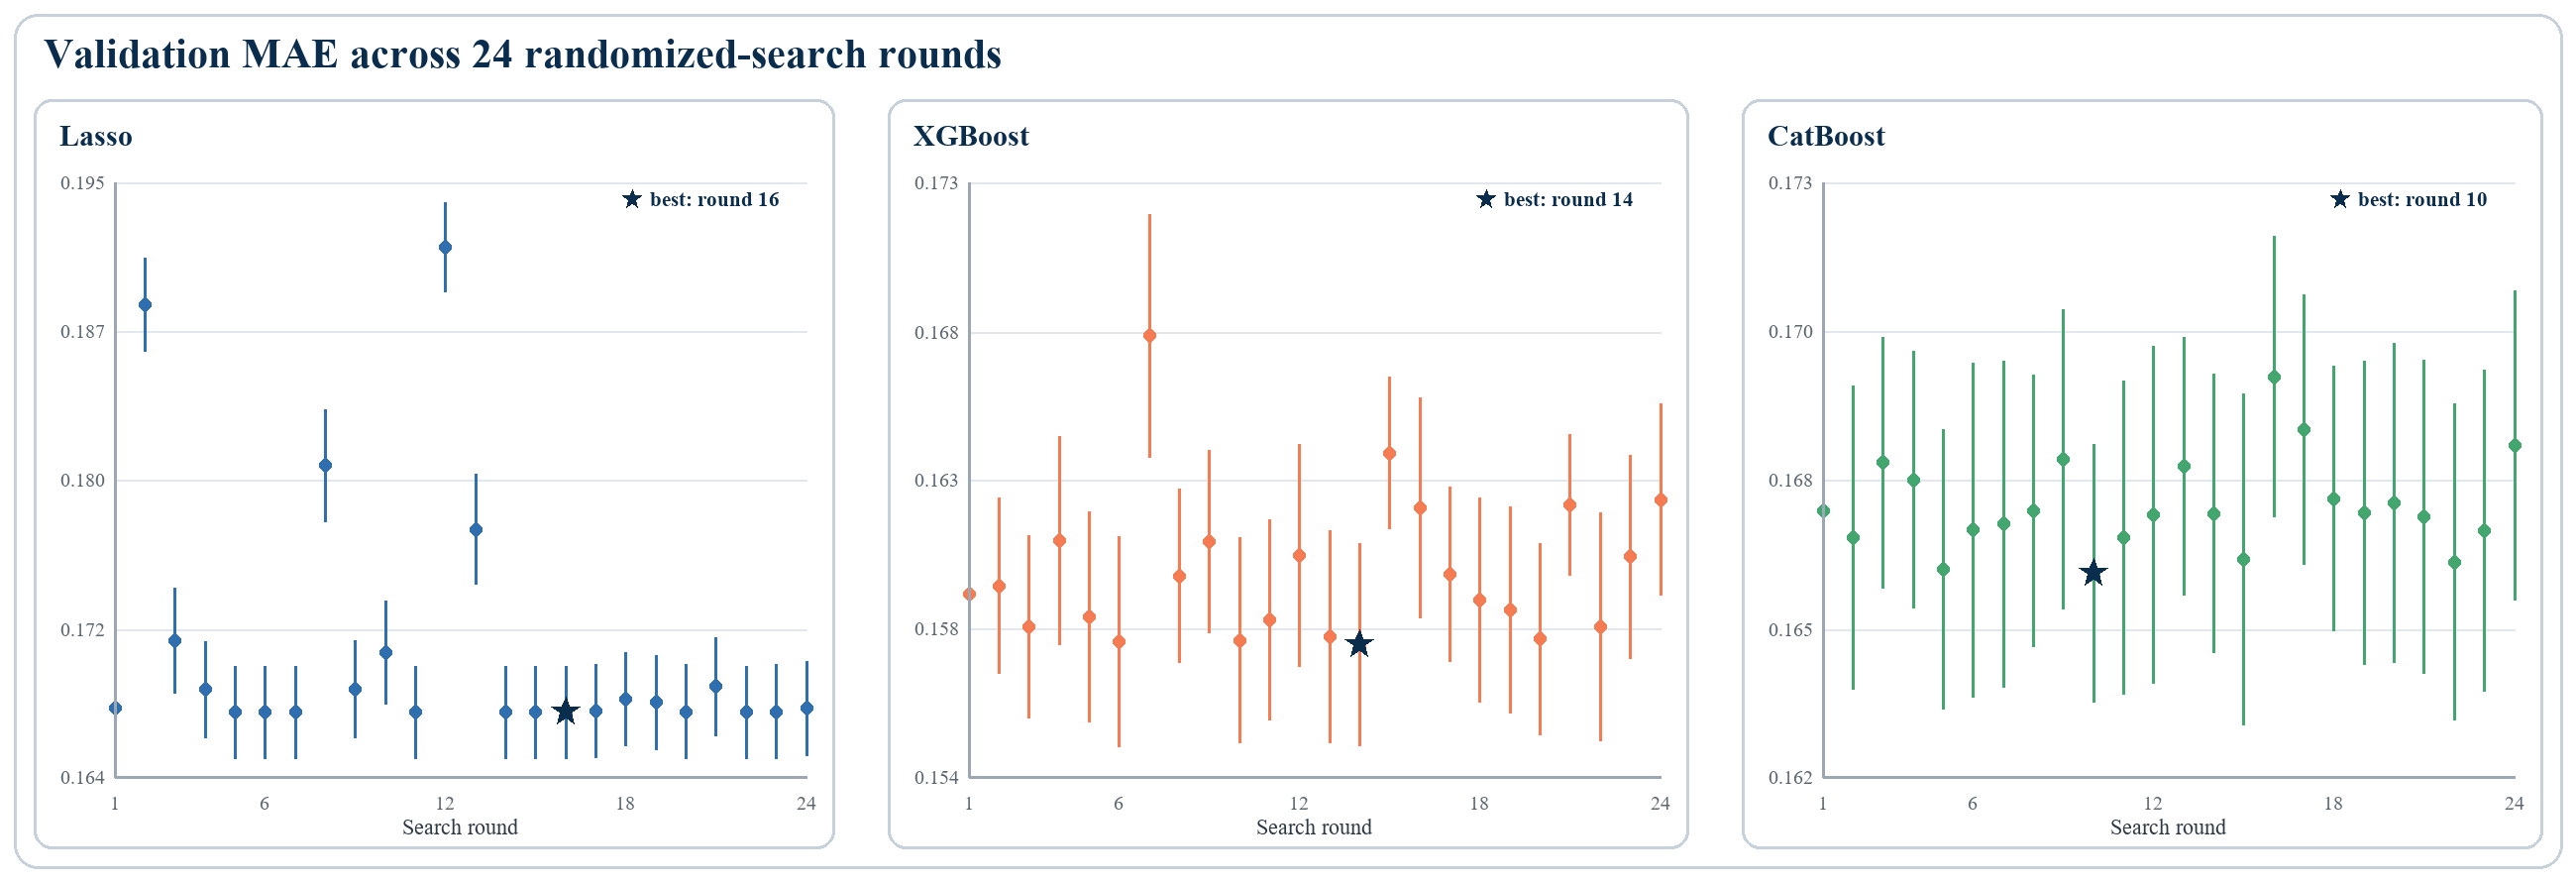 Validation MAE across 24 randomized-search rounds
Lasso
0.195
★ best: round 16
0.187
0.180
0.172
0.164
1 6 12 18 24
Search round
XGBoost
0.173
★ best: round 14
0.168
0.163
0.158
0.154
1 6 12 18 24
Search round
CatBoost
0.173
★ best: round 10
0.170
0.168
0.165
0.162
1 6 12 18 24
Search round